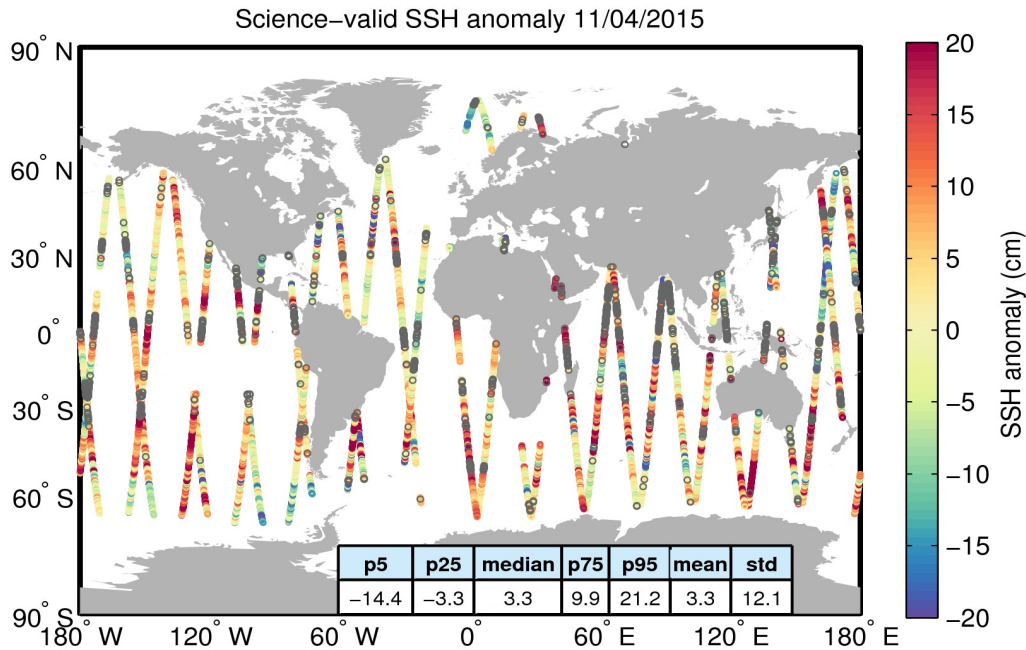 Science−valid SSH anomaly 11/04/2015
90° N
60° N
30° N
0°
30° S
60° S
90° S
180° W
120° W
60° W
0°
60° E
120° E
180° E
p5 p25 median p75 p95 mean std
−14.4 −3.3 3.3 9.9 21.2 3.3 12.1
20
15
10
5
0
−5
−10
−15
−20
SSH anomaly (cm)